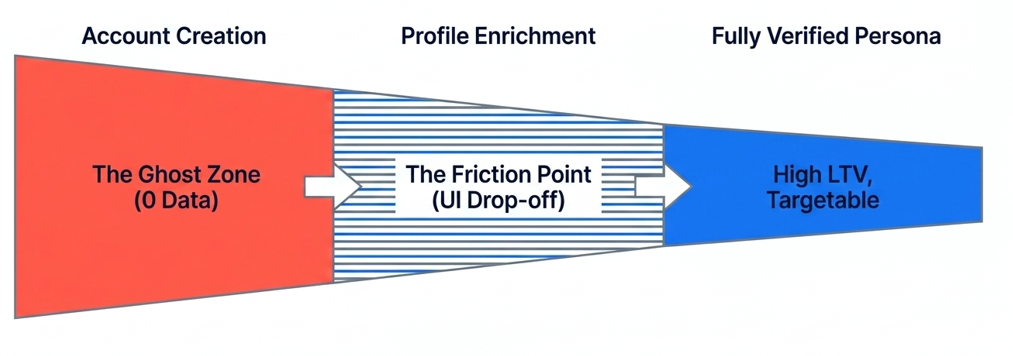 Account Creation
Profile Enrichment
Fully Verified Persona
The Ghost Zone
(0 Data)
The Friction Point
(UI Drop-off)
High LTV,
Targetable